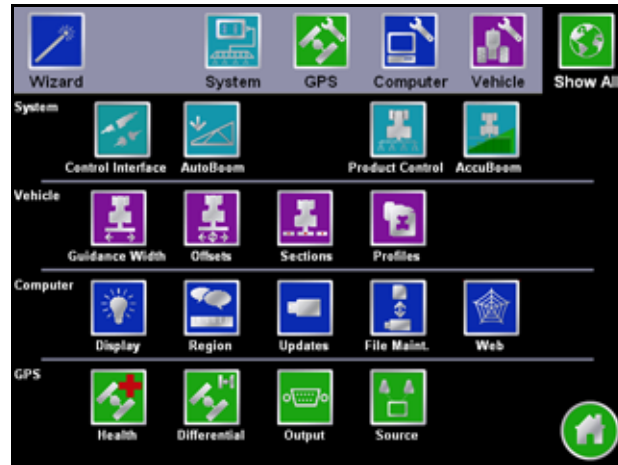 Wizard System GPS Computer Vehicle Show All
System
Control Interface AutoBoom Product Control AccuBoom
Vehicle
Guidance Width Offsets Sections Profiles
Computer
Display Region Updates File Maint. Web
GPS
Health Differential Output Source